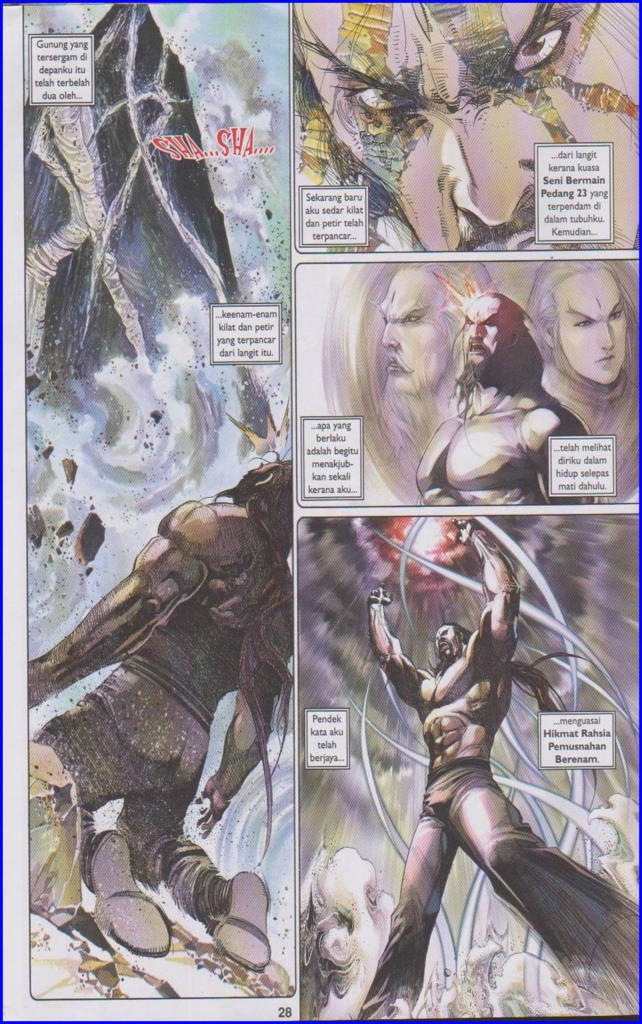 Gunung yang
tersergam di
depanku itu
telah terbelah
dua oleh...
SHA...SHA....
...keenam-enam
kilat dan petir
yang terpancar
dari langit itu.
Sekarang baru
aku sedar kilat
dan petir telah
terpancar...
...dari langit
kerana kuasa
Seni Bermain
Pedang 23 yang
terpendam di
dalam tubuhku.
Kemudian...
...apa yang
berlaku
adalah begitu
menakjub-
kan sekali
kerana aku...
...telah melihat
diriku dalam
hidup selepas
mati dahulu.
Pendek
kata aku
telah
berjaya...
...menguasai
Hikmat Rahsia
Pemusnahan
Berenam.
28